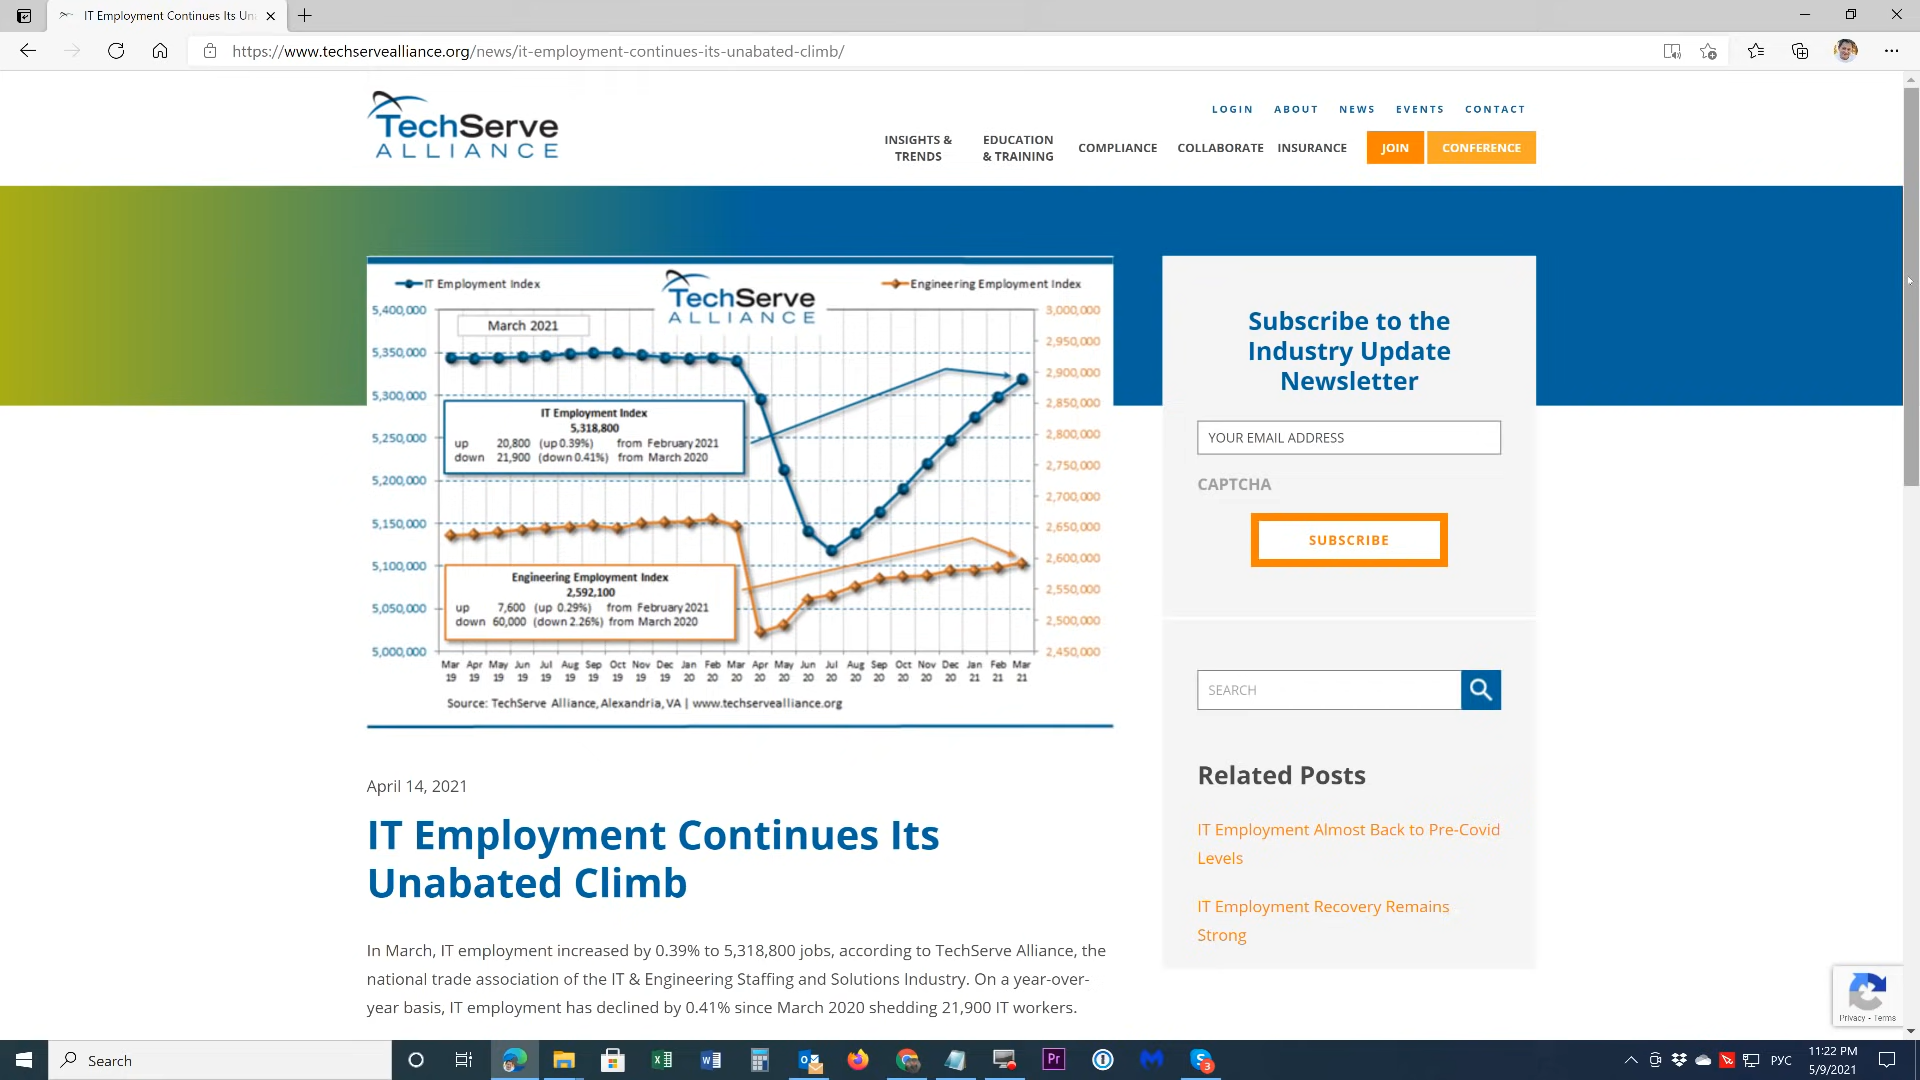 IT Employment Continues Its Un
https://www.techservealliance.org/news/it-employment-continues-its-unabated-climb/
TechServe
ALLIANCE
LOGIN ABOUT NEWS EVENTS CONTACT
INSIGHTS & TRENDS EDUCATION & TRAINING COMPLIANCE COLLABORATE INSURANCE JOIN CONFERENCE
IT Employment Index
TechServe
ALLIANCE
Engineering Employment Index
March 2021
5,400,000
5,350,000
5,300,000
5,250,000
5,200,000
5,150,000
5,100,000
5,050,000
5,000,000
3,000,000
2,950,000
2,900,000
2,850,000
2,800,000
2,750,000
2,700,000
2,650,000
2,600,000
2,550,000
2,500,000
2,450,000
IT Employment Index
5,318,800
up 20,800 (up 0.39%) from February 2021
down 21,900 (down 0.41%) from March 2020
Engineering Employment Index
2,592,100
up 7,600 (up 0.29%) from February 2021
down 60,000 (down 2.26%) from March 2020
Mar Apr May Jun Jul Aug Sep Oct Nov Dec Jan Feb Mar Apr May Jun Jul Aug Sep Oct Nov Dec Jan Feb Mar
19 19 19 19 19 19 19 19 19 19 20 20 20 20 20 20 20 20 20 20 20 20 21 21 21
Source: TechServe Alliance, Alexandria, VA | www.techservealliance.org
April 14, 2021
IT Employment Continues Its
Unabated Climb
In March, IT employment increased by 0.39% to 5,318,800 jobs, according to TechServe Alliance, the
national trade association of the IT & Engineering Staffing and Solutions Industry. On a year-over-
year basis, IT employment has declined by 0.41% since March 2020 shedding 21,900 IT workers.
Subscribe to the
Industry Update
Newsletter
YOUR EMAIL ADDRESS
CAPTCHA
SUBSCRIBE
SEARCH
Related Posts
IT Employment Almost Back to Pre-Covid
Levels
IT Employment Recovery Remains
Strong
Privacy - Terms
Search
Pr
3
РУС
11:22 PM
5/9/2021